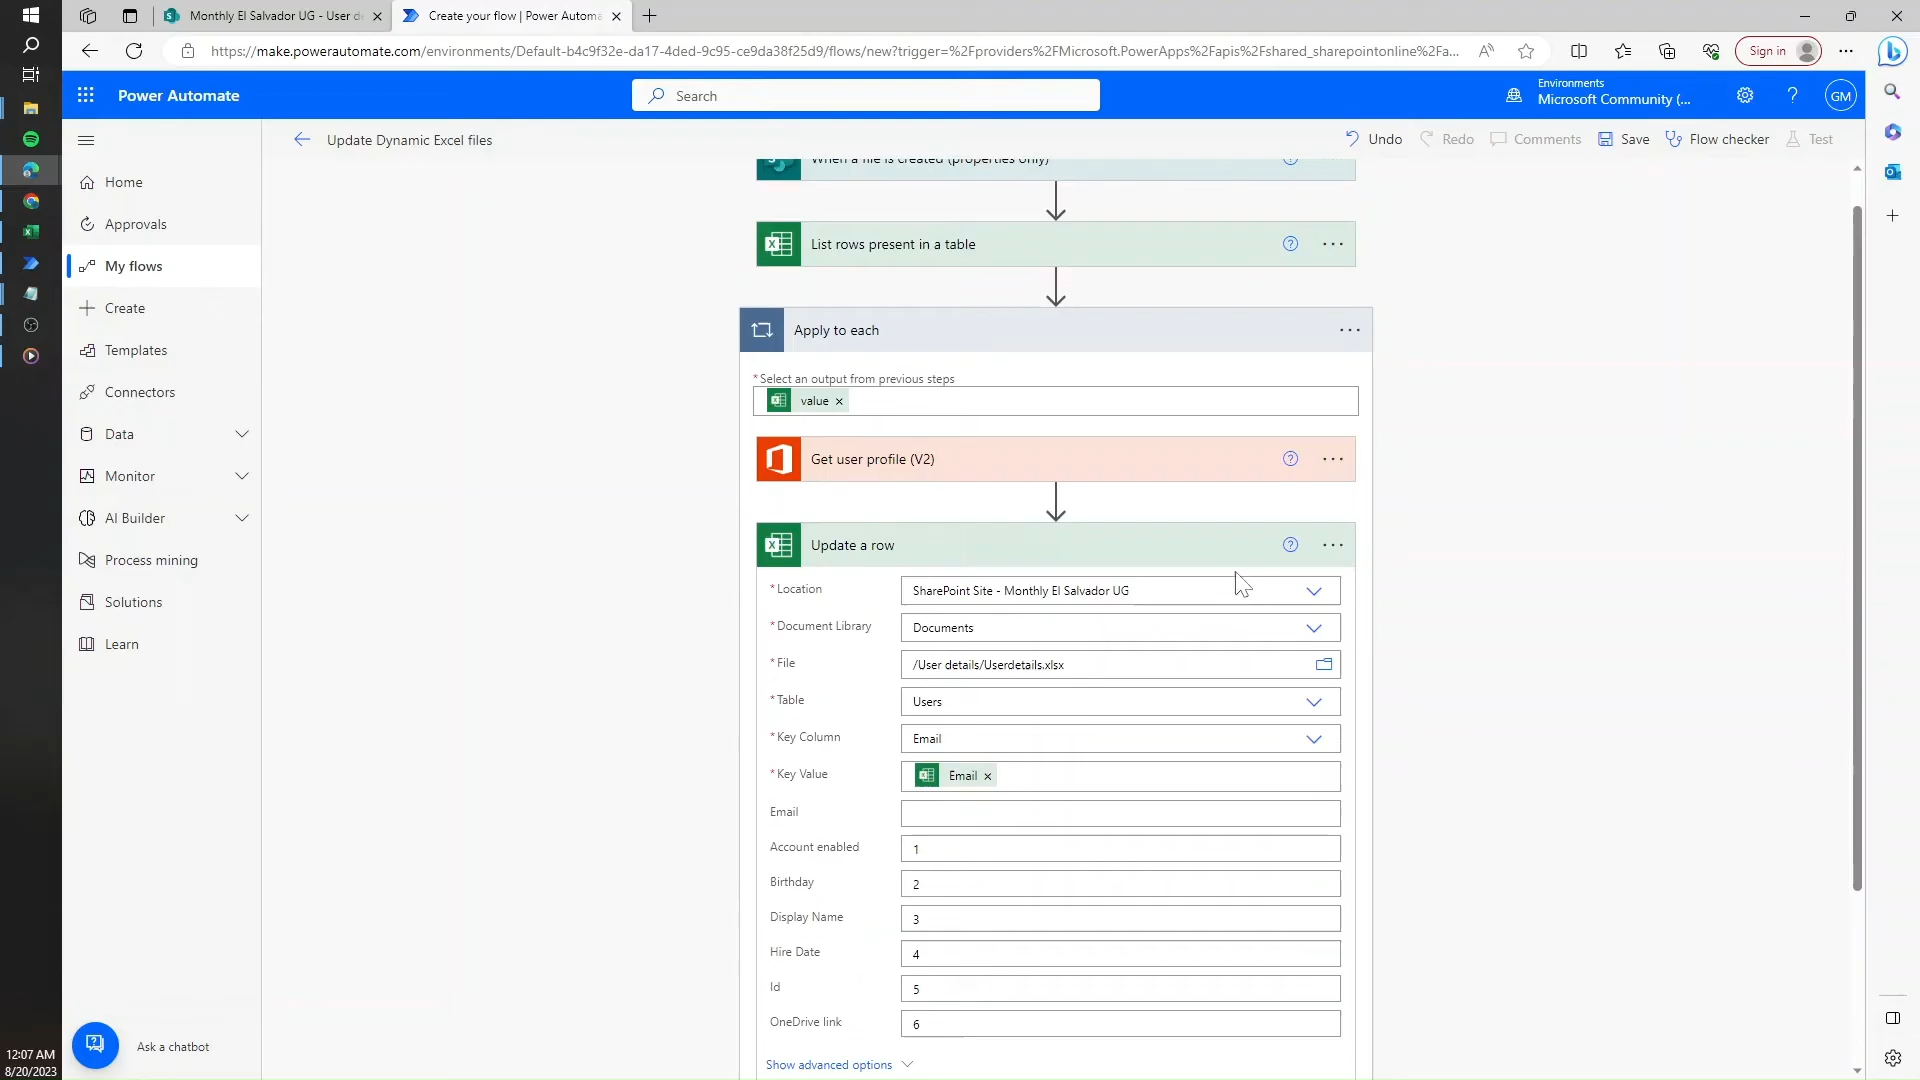 Monthly El Salvador UG - User de
Create your flow | Power Automa
https://make.powerautomate.com/environments/Default-b4c9f32e-da17-4ded-9c95-ce9da38f25d9/flows/new?trigger=%2Fproviders%2FMicrosoft.PowerApps%2Fapis%2Fshared_sharepointonline%2Fa...
Sign in
Power Automate
Search
Environments
Microsoft Community (...
GM
Update Dynamic Excel files
Undo
Redo
Comments
Save
Flow checker
Test
Home
Approvals
My flows
Create
Templates
Connectors
Data
Monitor
AI Builder
Process mining
Solutions
Learn
Ask a chatbot
When a file is created (properties only)
List rows present in a table
Apply to each
* Select an output from previous steps
value ×
Get user profile (V2)
Update a row
* Location
SharePoint Site - Monthly El Salvador UG
* Document Library
Documents
* File
/User details/Userdetails.xlsx
* Table
Users
* Key Column
Email
* Key Value
Email ×
Email
Account enabled
1
Birthday
2
Display Name
3
Hire Date
4
Id
5
OneDrive link
6
Show advanced options
12:07 AM
8/20/2023